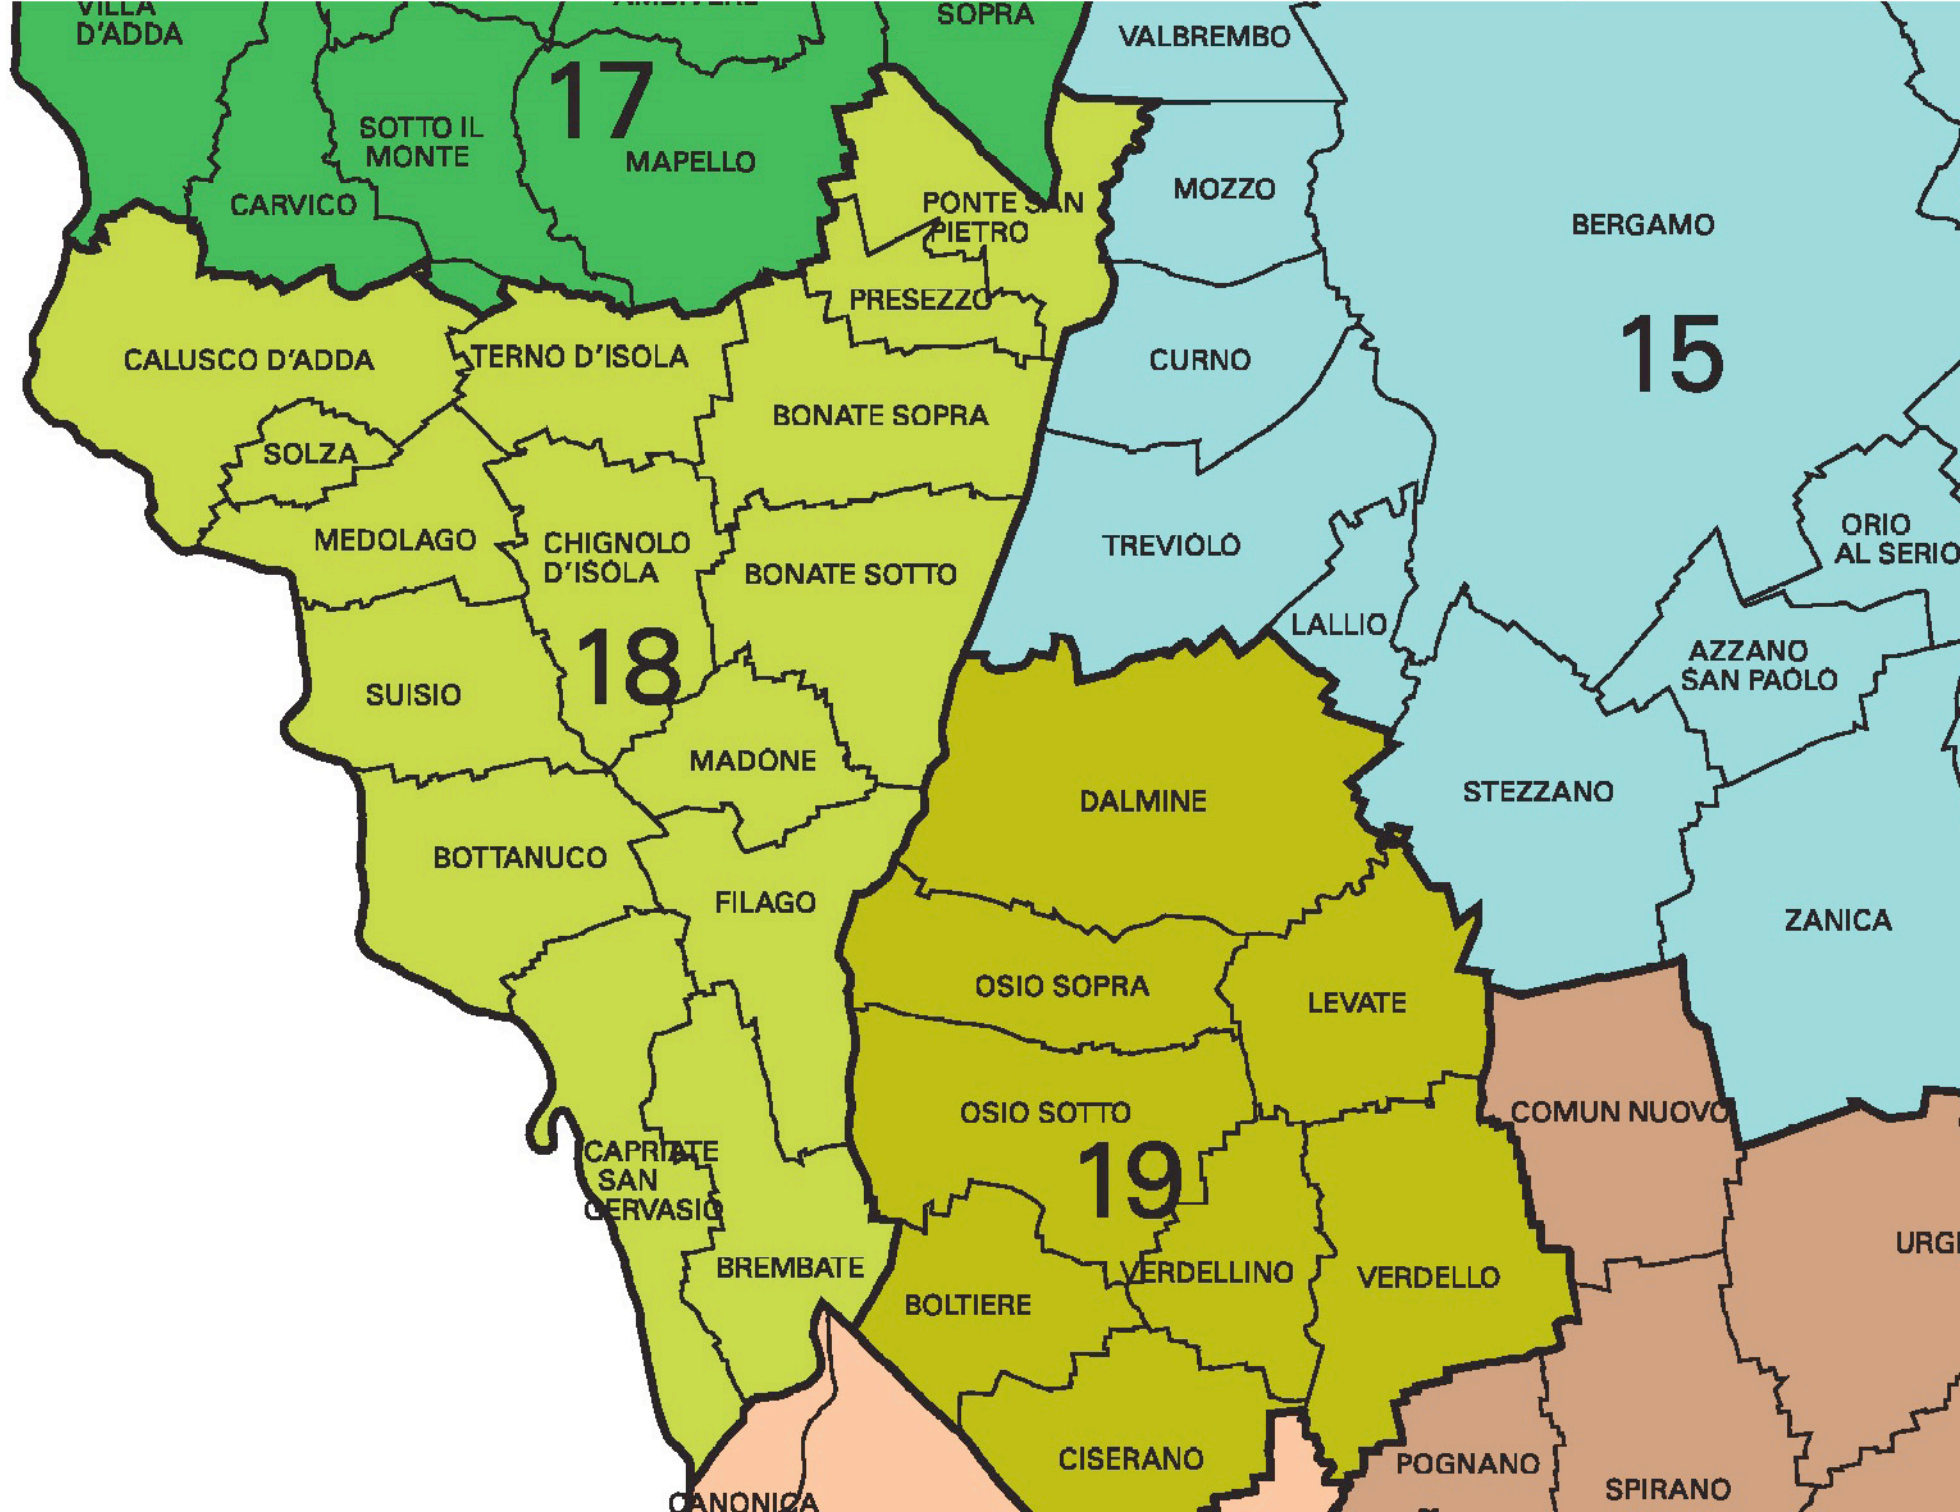 VILLA
D'ADDA
SOPRA
VALBREMBO
17
SOTTO IL
MONTE
MAPELLO
CARVICO
PONTE SAN
PIETRO
MOZZO
BERGAMO
PRESEZZO
CALUSCO D'ADDA
TERNO D'ISOLA
CURNO
15
BONATE SOPRA
SOLZA
MEDOLAGO
CHIGNOLO
D'ISOLA
BONATE SOTTO
TREVIOLO
ORIO
AL SERIO
LALLIO
AZZANO
SAN PAOLO
18
SUISIO
MADONE
DALMINE
STEZZANO
BOTTANUCO
FILAGO
ZANICA
OSIO SOPRA
LEVATE
OSIO SOTTO
COMUN NUOVO
19
CAPRIATE
SAN
GERVASIO
BREMBATE
BOLTIERE
VERDELLINO
VERDELLO
URG
CISERANO
POGNANO
SPIRANO
CANONICA